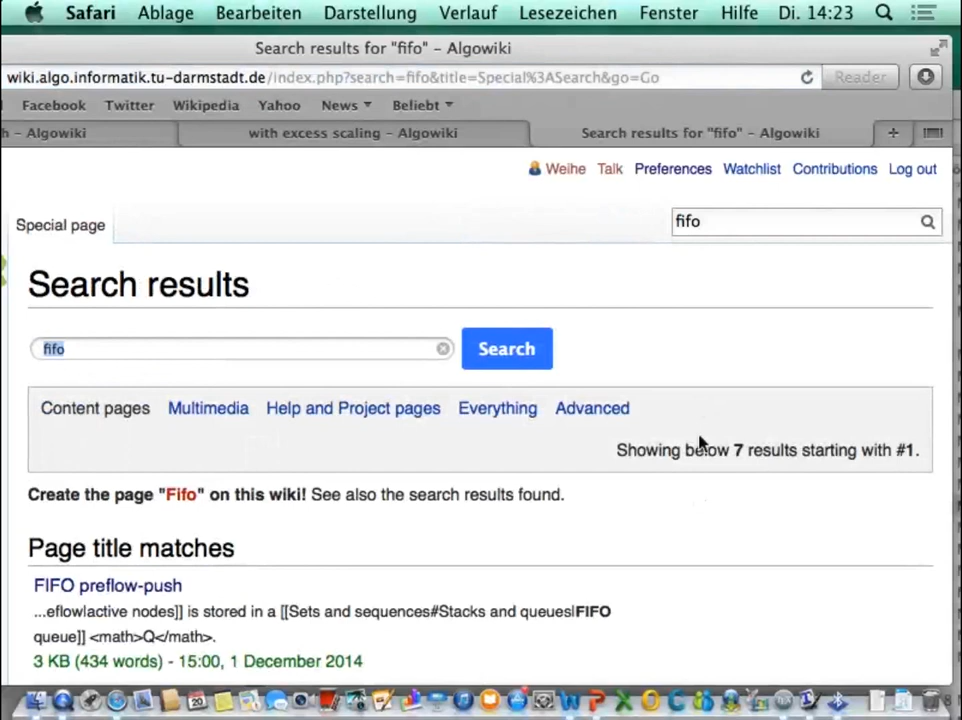 Safari Ablage Bearbeiten Darstellung Verlauf Lesezeichen Fenster Hilfe Di. 14:23
Search results for "fifo" – Algowiki
wiki.algo.informatik.tu-darmstadt.de/index.php?search=fifo&title=Special%3ASearch&go=Go Reader
Facebook Twitter Wikipedia Yahoo News Beliebt
h – Algowiki with excess scaling – Algowiki Search results for "fifo" – Algowiki
Weihe Talk Preferences Watchlist Contributions Log out
Special page fifo
Search results
fifo Search
Content pages Multimedia Help and Project pages Everything Advanced
Showing below 7 results starting with #1.
Create the page "Fifo" on this wiki! See also the search results found.
Page title matches
FIFO preflow-push
...eflow|active nodes]] is stored in a [[Sets and sequences#Stacks and queues|FIFO
queue]] <math>Q</math>.
3 KB (434 words) - 15:00, 1 December 2014